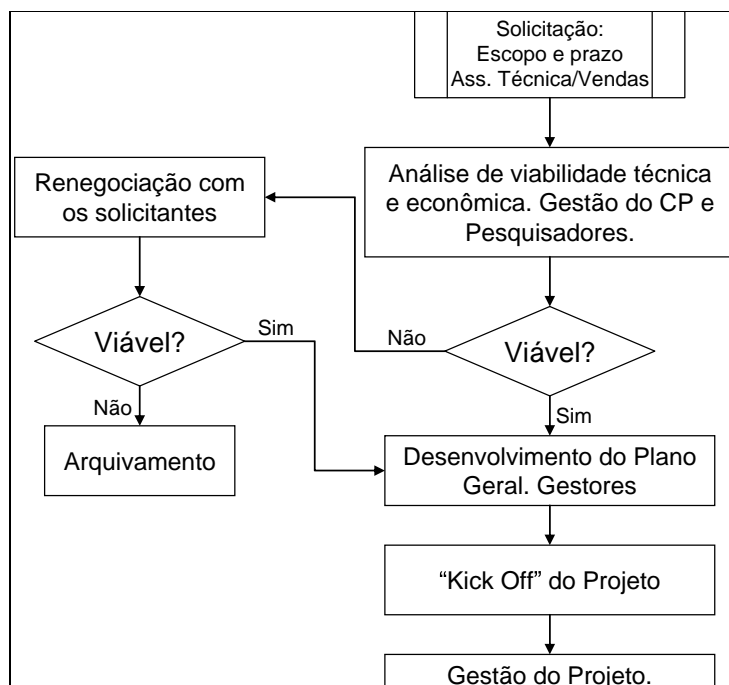 Solicitação:
Escopo e prazo
Ass. Técnica/Vendas
Análise de viabilidade técnica
e econômica. Gestão do CP e
Pesquisadores.
Renegociação com
os solicitantes
Viável?
Sim
Não
Viável?
Não
Sim
Arquivamento
Desenvolvimento do Plano
Geral. Gestores
“Kick Off” do Projeto
Gestão do Projeto.